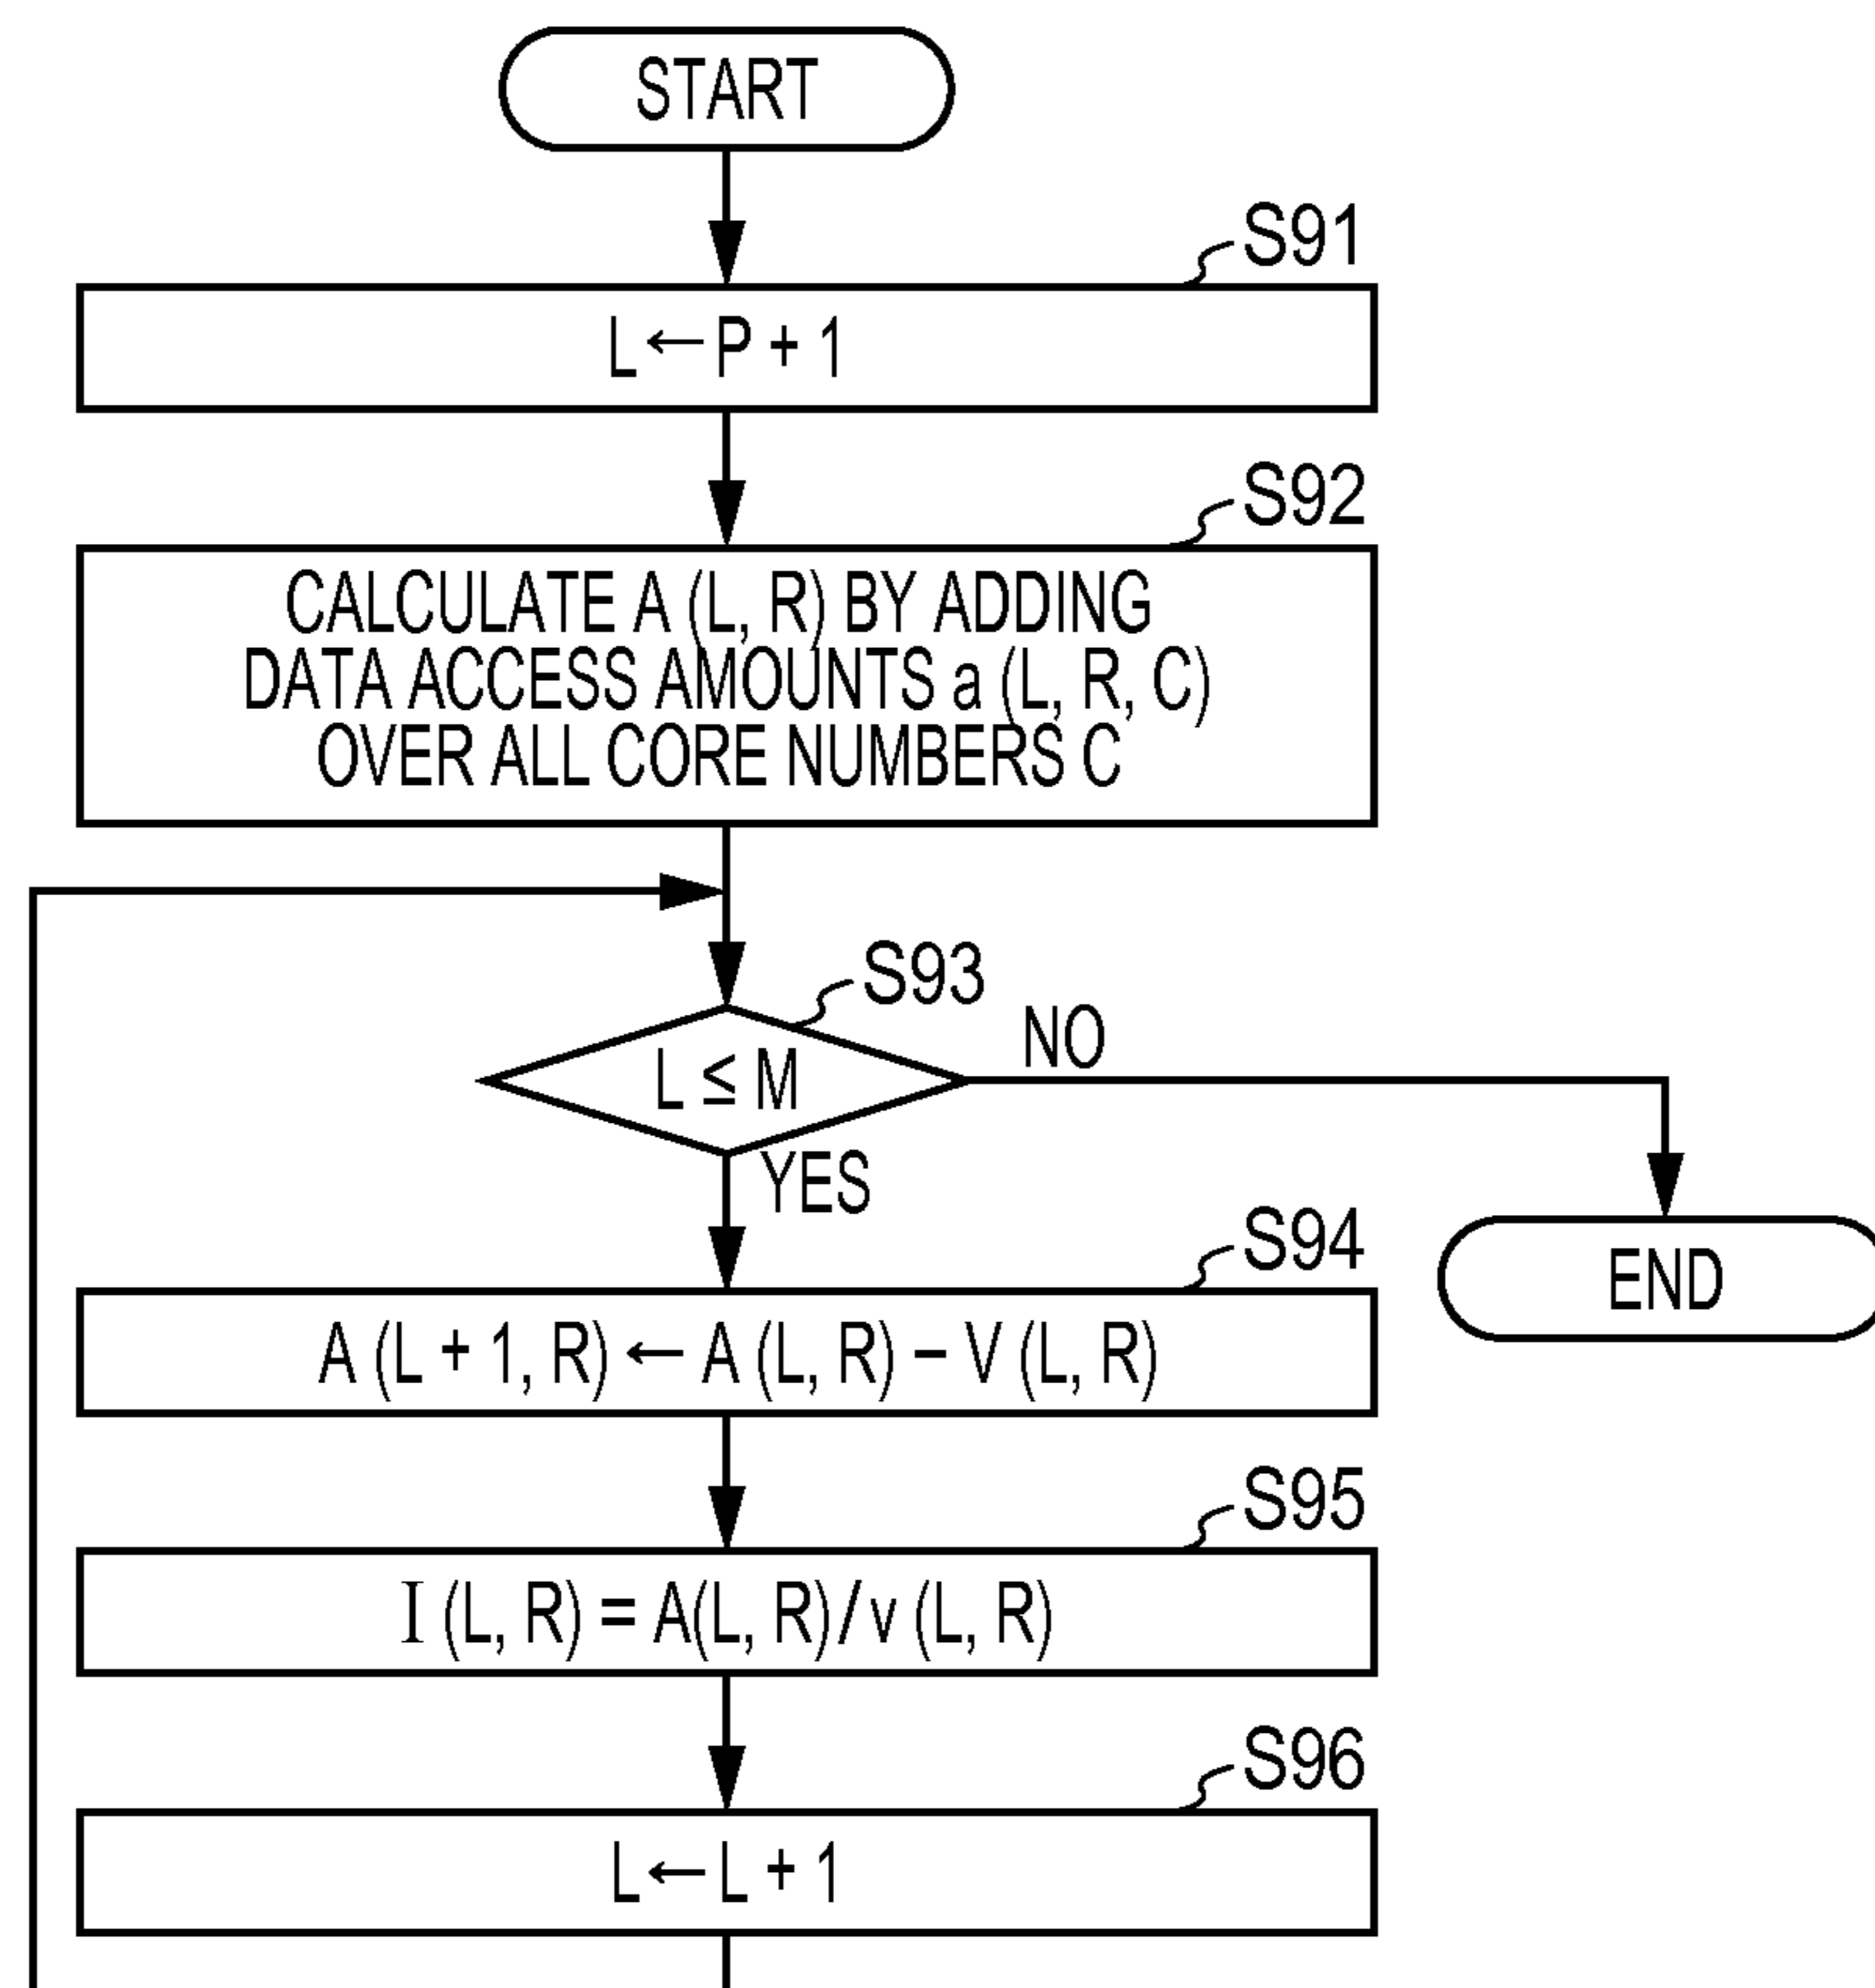 START
S91
L ← P + 1
S92
CALCULATE A (L, R) BY ADDING
DATA ACCESS AMOUNTS a (L, R, C)
OVER ALL CORE NUMBERS C
S93
L ≤ M
NO
YES
S94
END
A (L + 1, R) ← A (L, R) – V (L, R)
S95
I (L, R) = A(L, R) / v (L, R)
S96
L ← L + 1